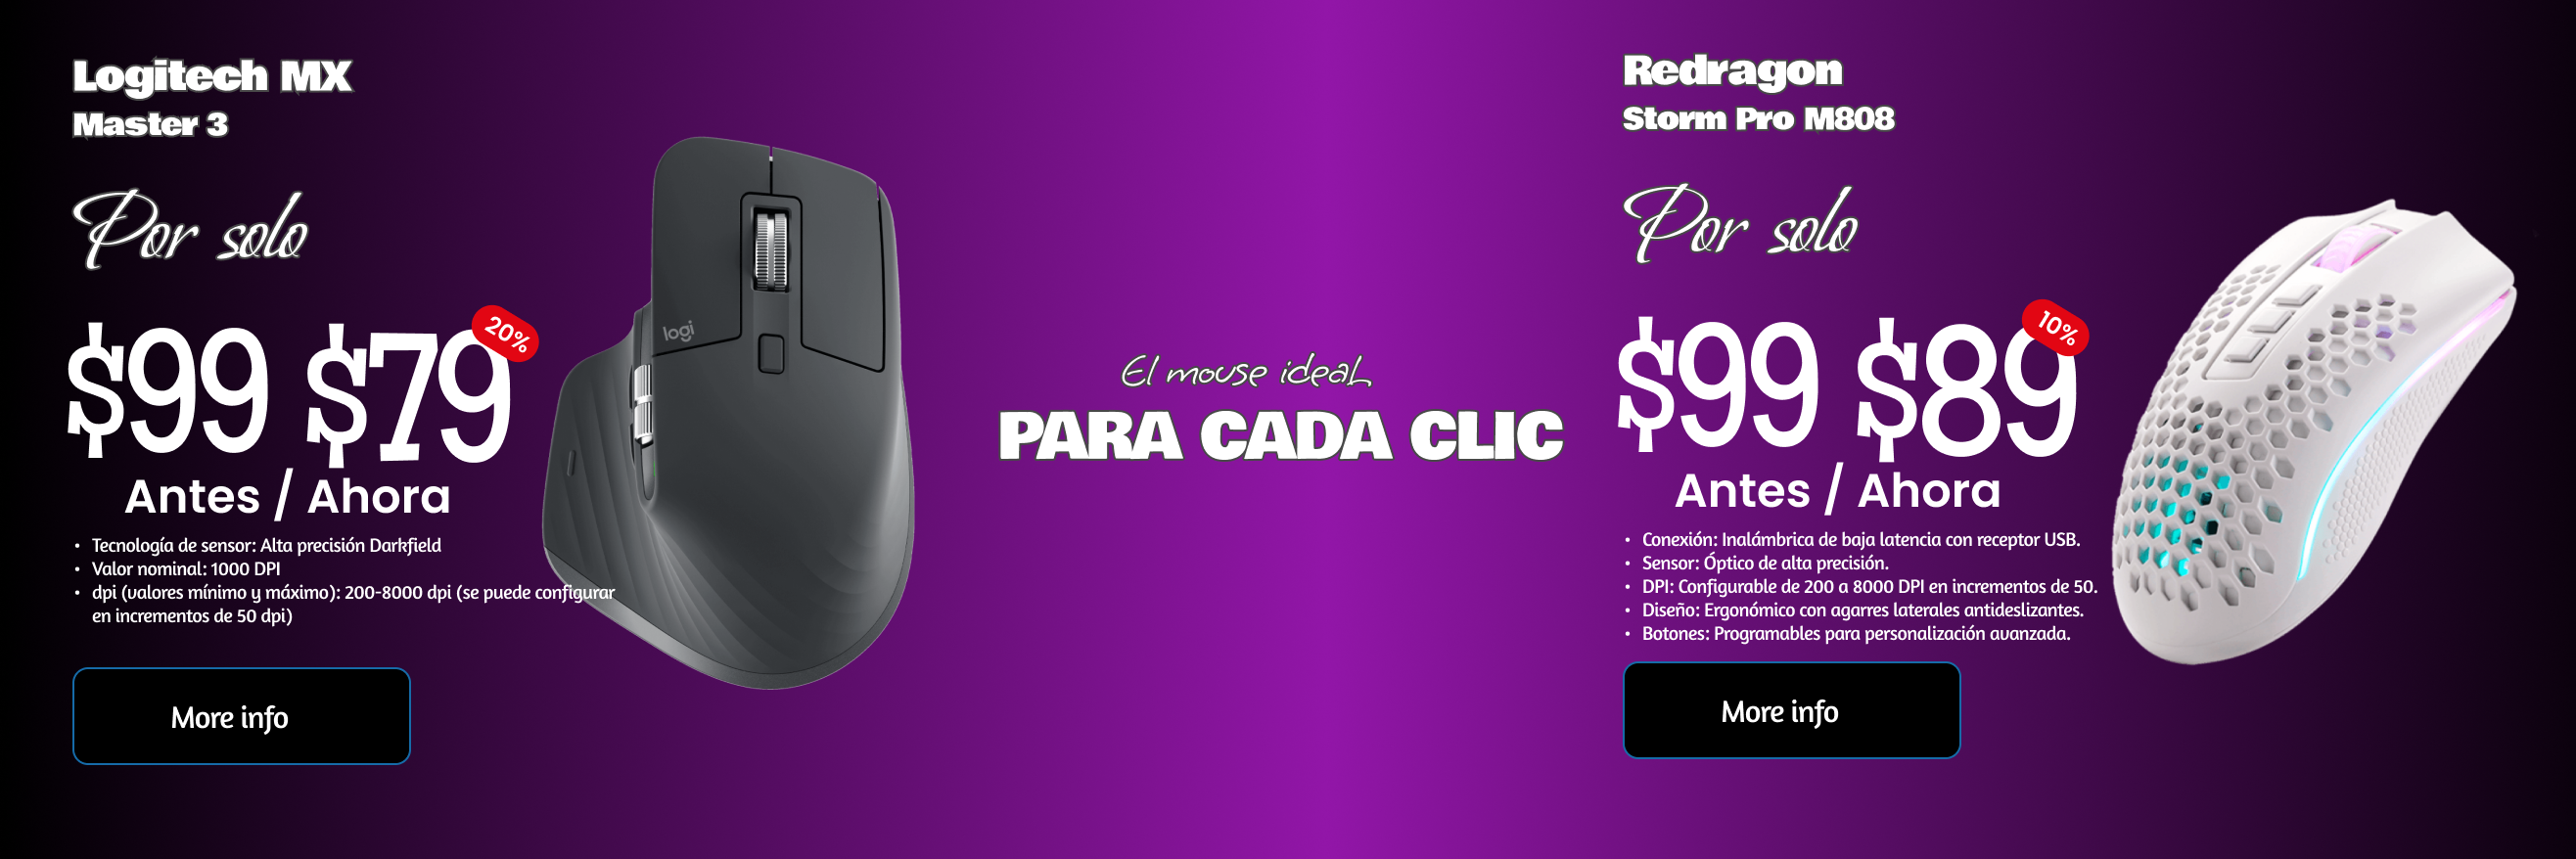 Logitech MX
Master 3
Por solo
$99 $79
20%
Antes / Ahora
• Tecnología de sensor: Alta precisión Darkfield
• Valor nominal: 1000 DPI
• dpi (valores mínimo y máximo): 200-8000 dpi (se puede configurar
en incrementos de 50 dpi)
More info
logi
El mouse ideal
PARA CADA CLIC
Redragon
Storm Pro M808
Por solo
$99 $89
10%
Antes / Ahora
• Conexión: Inalámbrica de baja latencia con receptor USB.
• Sensor: Óptico de alta precisión.
• DPI: Configurable de 200 a 8000 DPI en incrementos de 50.
• Diseño: Ergonómico con agarres laterales antideslizantes.
• Botones: Programables para personalización avanzada.
More info